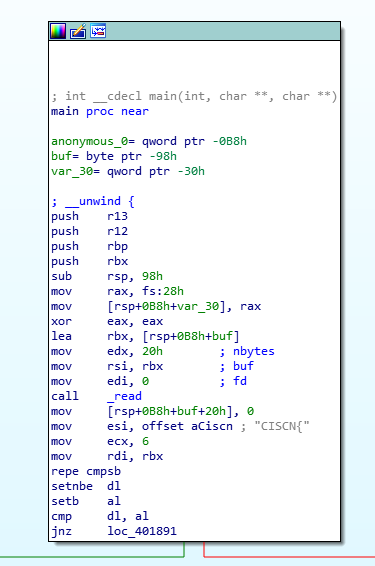 ; int __cdecl main(int, char **, char **)
main proc near
anonymous_0= qword ptr -0B8h
buf= byte ptr -98h
var_30= qword ptr -30h
; __unwind {
push r13
push r12
push rbp
push rbx
sub rsp, 98h
mov rax, fs:28h
mov [rsp+0B8h+var_30], rax
xor eax, eax
lea rbx, [rsp+0B8h+buf]
mov edx, 20h ; nbytes
mov rsi, rbx ; buf
mov edi, 0 ; fd
call _read
mov [rsp+0B8h+buf+20h], 0
mov esi, offset aCiscn ; "CISCN{"
mov ecx, 6
mov rdi, rbx
repe cmpsb
setnbe dl
setb al
cmp dl, al
jnz loc_401891